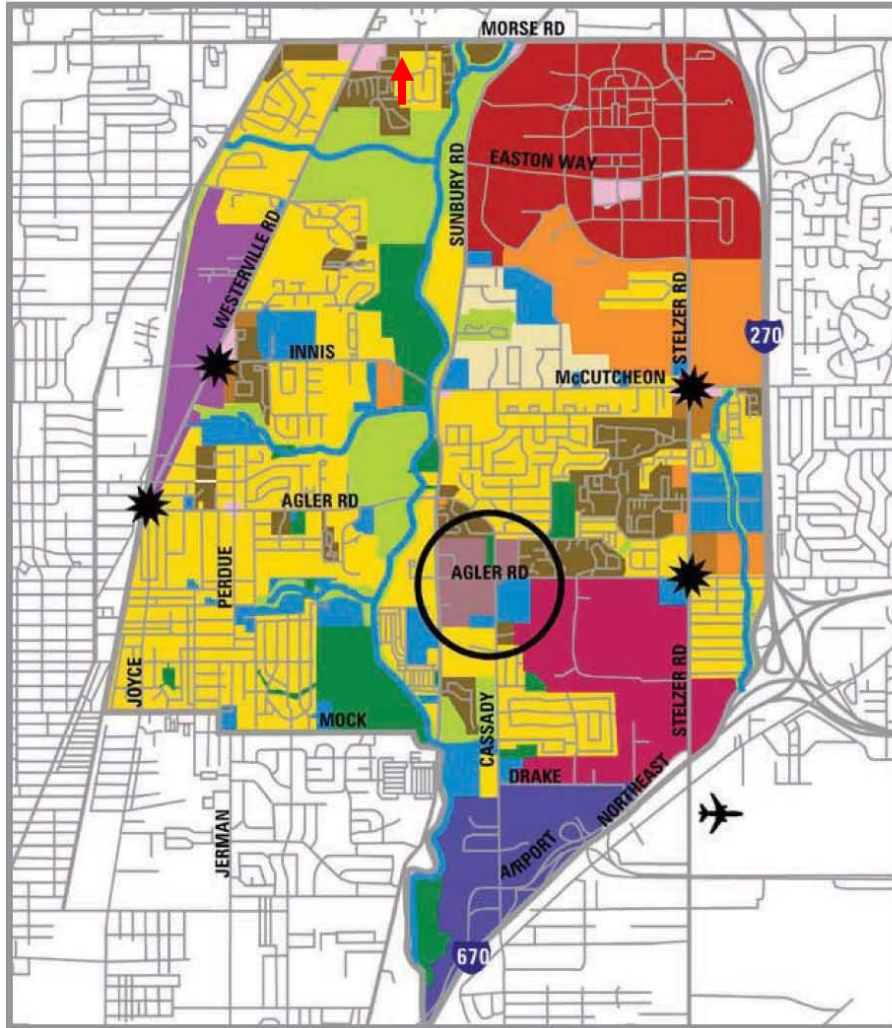 MORSE RD
SUNBURY RD
EASTON WAY
WESTERVILLE RD
STELZER RD
270
INNIS
McCUTCHEON
AGLER RD
AGLER RD
PERDUE
JOYCE
STELZER RD
MOCK
CASSADY
DRAKE
NORTHEAST
AIRPORT
JERMAN
670